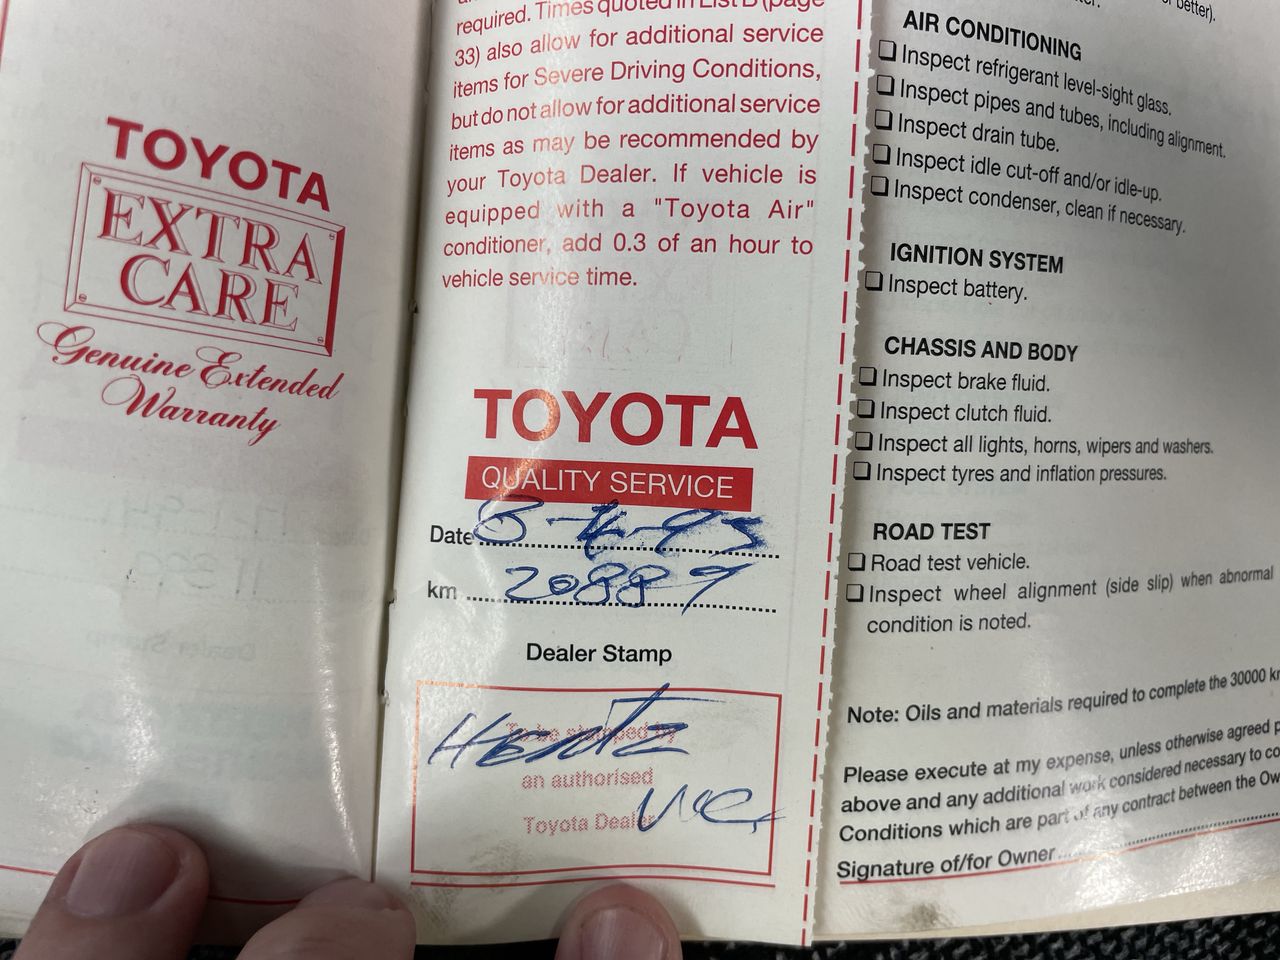 TOYOTA
EXTRA
CARE
Genuine Extended
Warranty
required. Times quoted in List B (page
33) also allow for additional service
items for Severe Driving Conditions,
but do not allow for additional service
items as may be recommended by
your Toyota Dealer. If vehicle is
equipped with a "Toyota Air"
conditioner, add 0.3 of an hour to
vehicle service time.
TOYOTA
QUALITY SERVICE
Date 8-4-95
km 20889
Dealer Stamp
To be stamped by
an authorised
Toyota Dealer
Hertz
or better).
AIR CONDITIONING
❑ Inspect refrigerant level-sight glass.
❑ Inspect pipes and tubes, including alignment.
❑ Inspect drain tube.
❑ Inspect idle cut-off and/or idle-up.
❑ Inspect condenser, clean if necessary.
IGNITION SYSTEM
❑ Inspect battery.
CHASSIS AND BODY
❑ Inspect brake fluid.
❑ Inspect clutch fluid.
❑ Inspect all lights, horns, wipers and washers.
❑ Inspect tyres and inflation pressures.
ROAD TEST
❑ Road test vehicle.
❑ Inspect wheel alignment (side slip) when abnormal
condition is noted.
Note: Oils and materials required to complete the 30000 k
Please execute at my expense, unless otherwise agreed
above and any additional work considered necessary to
Conditions which are part of any contract between the
Signature of/for Owner